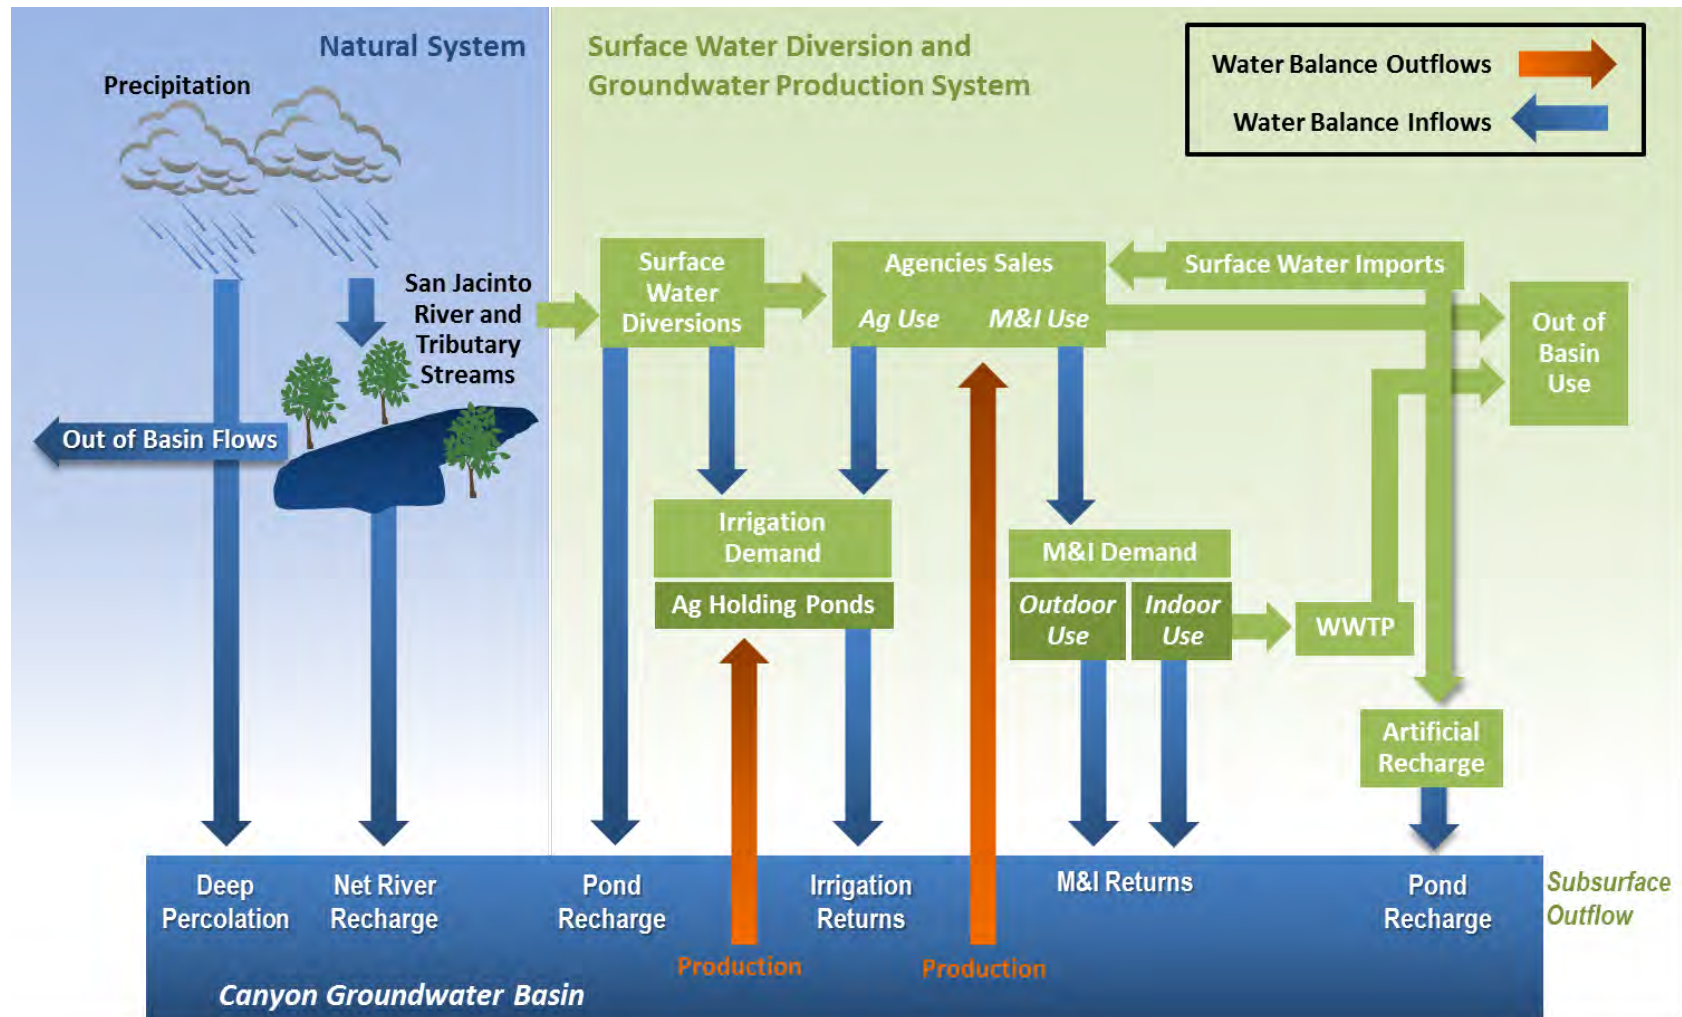 Natural System
Surface Water Diversion and
Groundwater Production System
Water Balance Outflows
Water Balance Inflows
Precipitation
San Jacinto
River and
Tributary
Streams
Out of Basin Flows
Surface
Water
Diversions
Agencies Sales
Ag Use
M&I Use
Surface Water Imports
Out of
Basin
Use
Irrigation
Demand
Ag Holding Ponds
M&I Demand
Outdoor
Use
Indoor
Use
WWTP
Artificial
Recharge
Deep
Percolation
Net River
Recharge
Pond
Recharge
Irrigation
Returns
M&I Returns
Pond
Recharge
Subsurface
Outflow
Production
Production
Canyon Groundwater Basin